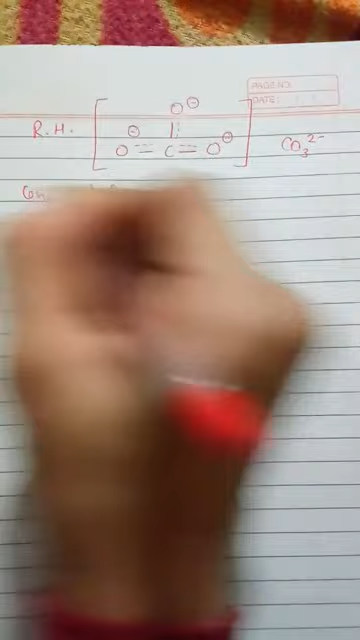 PAGE NO.
DATE:
O ⊖
R.H. ⊖
O = C = O ⊖ CO₃²⁻